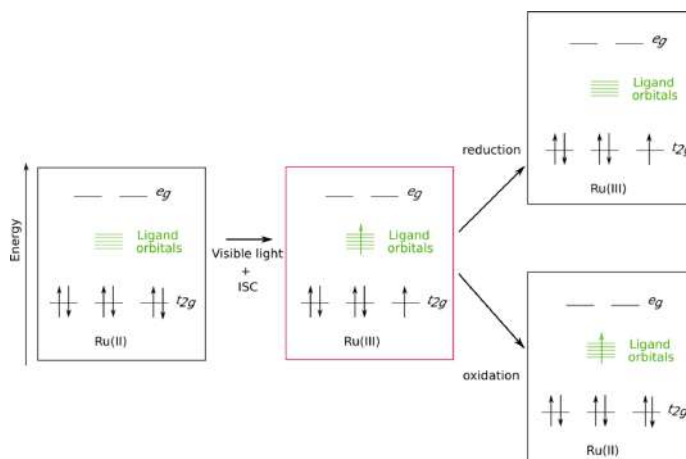 Energy
eg
Ligand
orbitals
t2g
Ru(II)
Visible light
+
ISC
eg
Ligand
orbitals
t2g
Ru(III)
reduction
oxidation
eg
Ligand
orbitals
t2g
Ru(III)
eg
Ligand
orbitals
t2g
Ru(II)